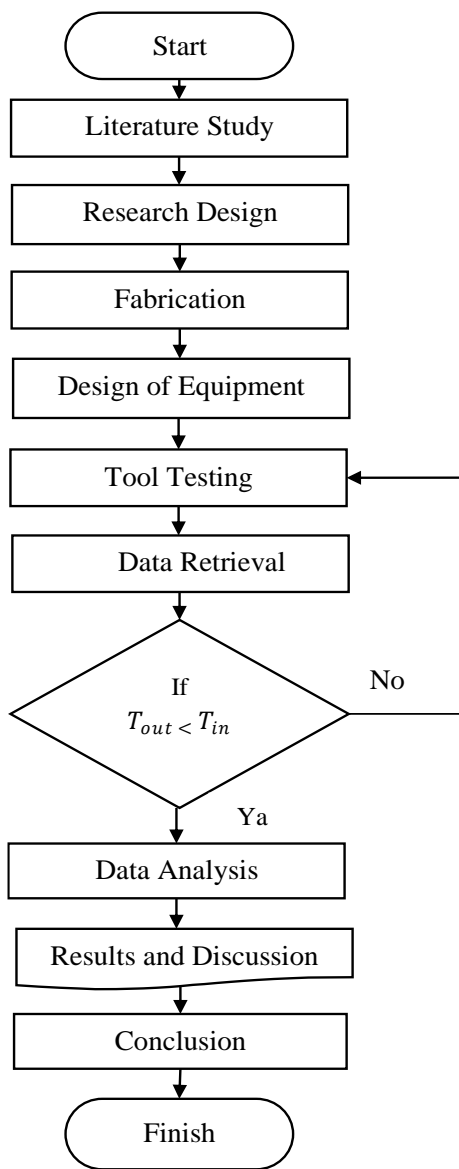 Start
Literature Study
Research Design
Fabrication
Design of Equipment
Tool Testing
Data Retrieval
If
T_out < T_in
No
Ya
Data Analysis
Results and Discussion
Conclusion
Finish